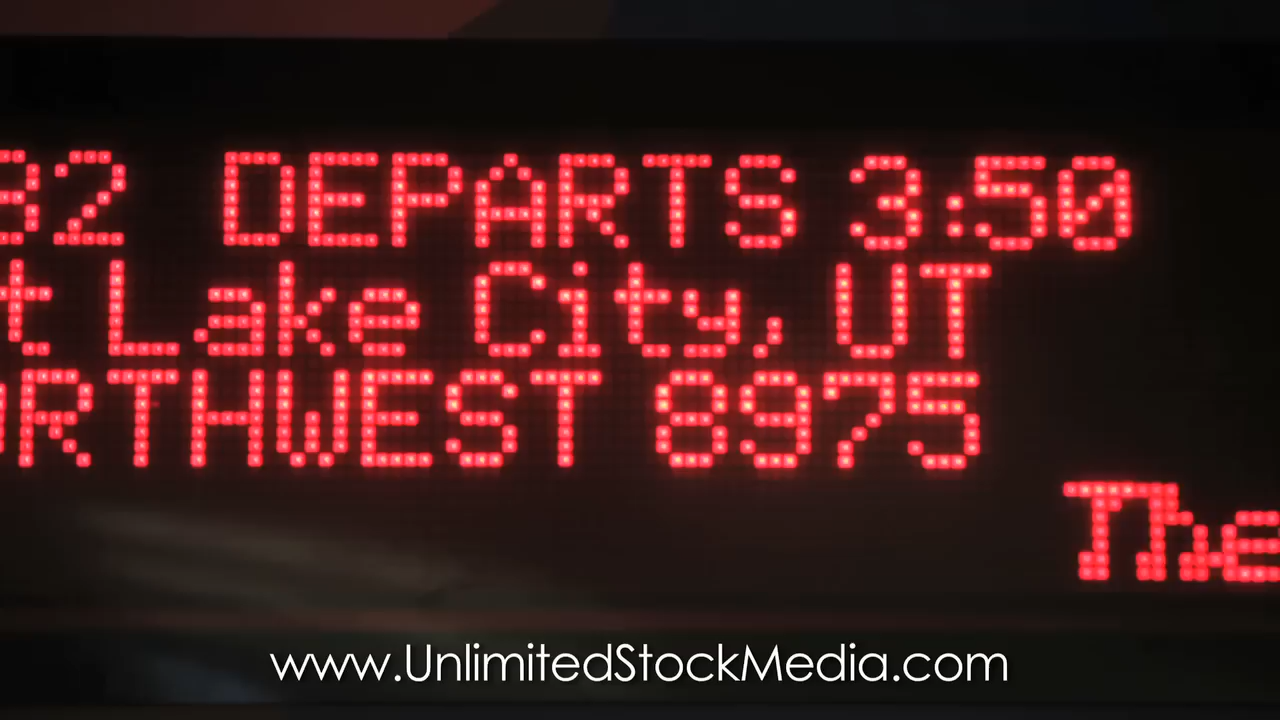 32 DEPARTS 3:50
t Lake City, UT
RTHWEST 8975
The
www.UnlimitedStockMedia.com